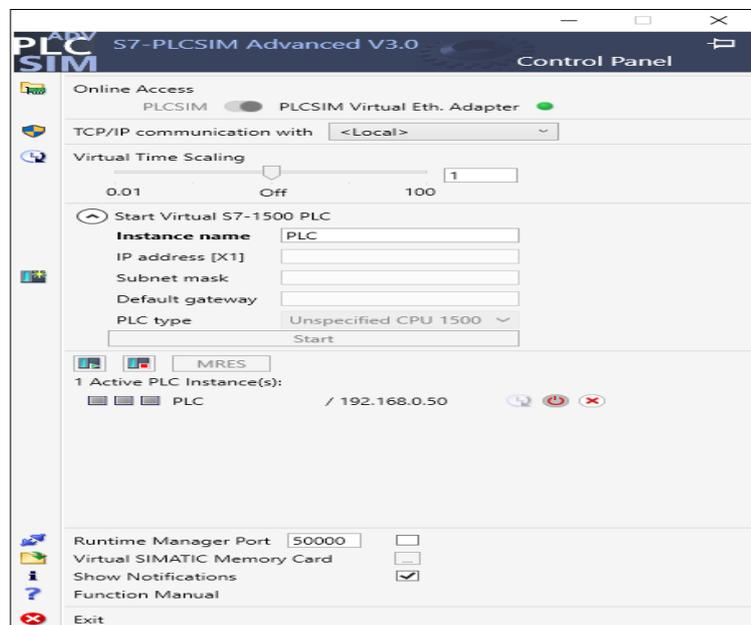 ADV
PLC
SIM
S7-PLCSIM Advanced V3.0
Control Panel
Online Access
PLCSIM PLCSIM Virtual Eth. Adapter
TCP/IP communication with <Local>
Virtual Time Scaling
1
0.01 Off 100
Start Virtual S7-1500 PLC
Instance name PLC
IP address [X1]
Subnet mask
Default gateway
PLC type Unspecified CPU 1500
Start
MRES
1 Active PLC Instance(s):
PLC / 192.168.0.50
Runtime Manager Port 50000
Virtual SIMATIC Memory Card ...
Show Notifications
Function Manual
Exit